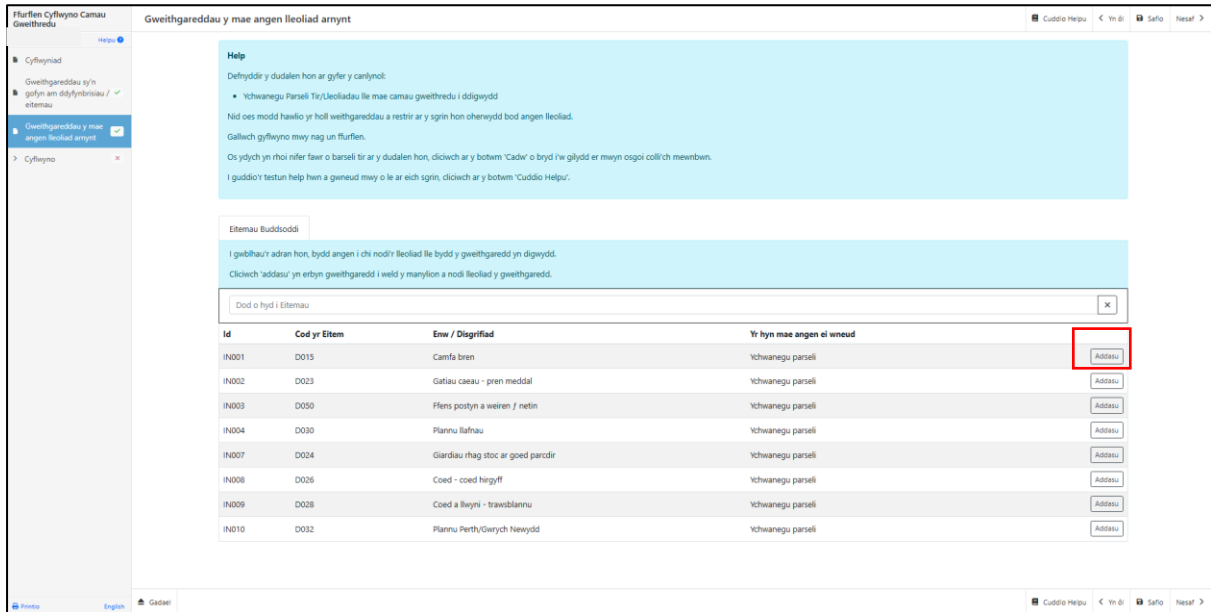 Ffurflen Cyflwyno Camau
Gweithredu
Helpu
Cyflwyniad
Gweithgareddau sy'n
gofyn am ddyfynbrisiau /
eitemau
Gweithgareddau y mae
angen lleoliad arnynt
Cyflwyno
Gweithgareddau y mae angen lleoliad arnynt
Cuddio Helpu
Yn ôl
Safio
Nesaf
Help
Defnyddir y dudalen hon ar gyfer y canlynol:
• Ychwanegu Parseli Tir/Lleoliadau lle mae camau gweithredu i ddigwydd
Nid oes modd hawlio yr holl weithgareddau a restrir ar y sgrin hon oherwydd bod angen lleoliad.
Gallwch gyflwyno mwy nag un ffurflen.
Os ydych yn rhoi nifer fawr o barseli tir ar y dudalen hon, cliciwch ar y botwm 'Cadw' o bryd i'w gilydd er mwyn osgoi colli'ch mewnbwn.
I guddio'r testun help hwn a gwneud mwy o le ar eich sgrin, cliciwch ar y botwm 'Cuddio Helpu'.
Eitemau Buddsoddi
I gwblhau'r adran hon, bydd angen i chi nodi'r lleoliad lle bydd y gweithgaredd yn digwydd.
Cliciwch 'addasu' yn erbyn gweithgaredd i weld y manylion a nodi lleoliad y gweithgaredd.
Dod o hyd i Eitemau
Id Cod yr Eitem Enw / Disgrifiad Yr hyn mae angen ei wneud
IN001 D015 Camfa bren Ychwanegu parseli Addasu
IN002 D023 Gatiau caeau - pren meddal Ychwanegu parseli Addasu
IN003 D050 Ffens postyn a weiren ƒ netin Ychwanegu parseli Addasu
IN004 D030 Plannu llafnau Ychwanegu parseli Addasu
IN007 D024 Giardiau rhag stoc ar goed parcdir Ychwanegu parseli Addasu
IN008 D026 Coed - coed hirgyff Ychwanegu parseli Addasu
IN009 D028 Coed a llwyni - trawsblannu Ychwanegu parseli Addasu
IN010 D032 Plannu Perth/Gwrych Newydd Ychwanegu parseli Addasu
Printio
English
Gadael
Cuddio Helpu
Yn ôl
Safio
Nesaf